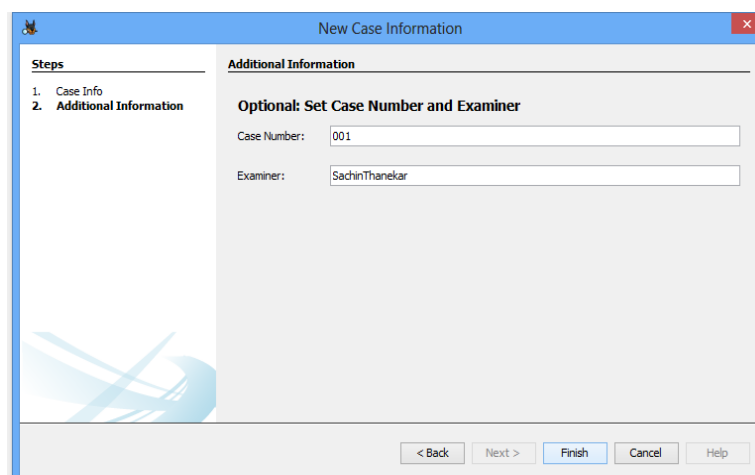 New Case Information
Steps
1. Case Info
2. Additional Information
Additional Information
Optional: Set Case Number and Examiner
Case Number: 001
Examiner: SachinThanekar
< Back Next > Finish Cancel Help